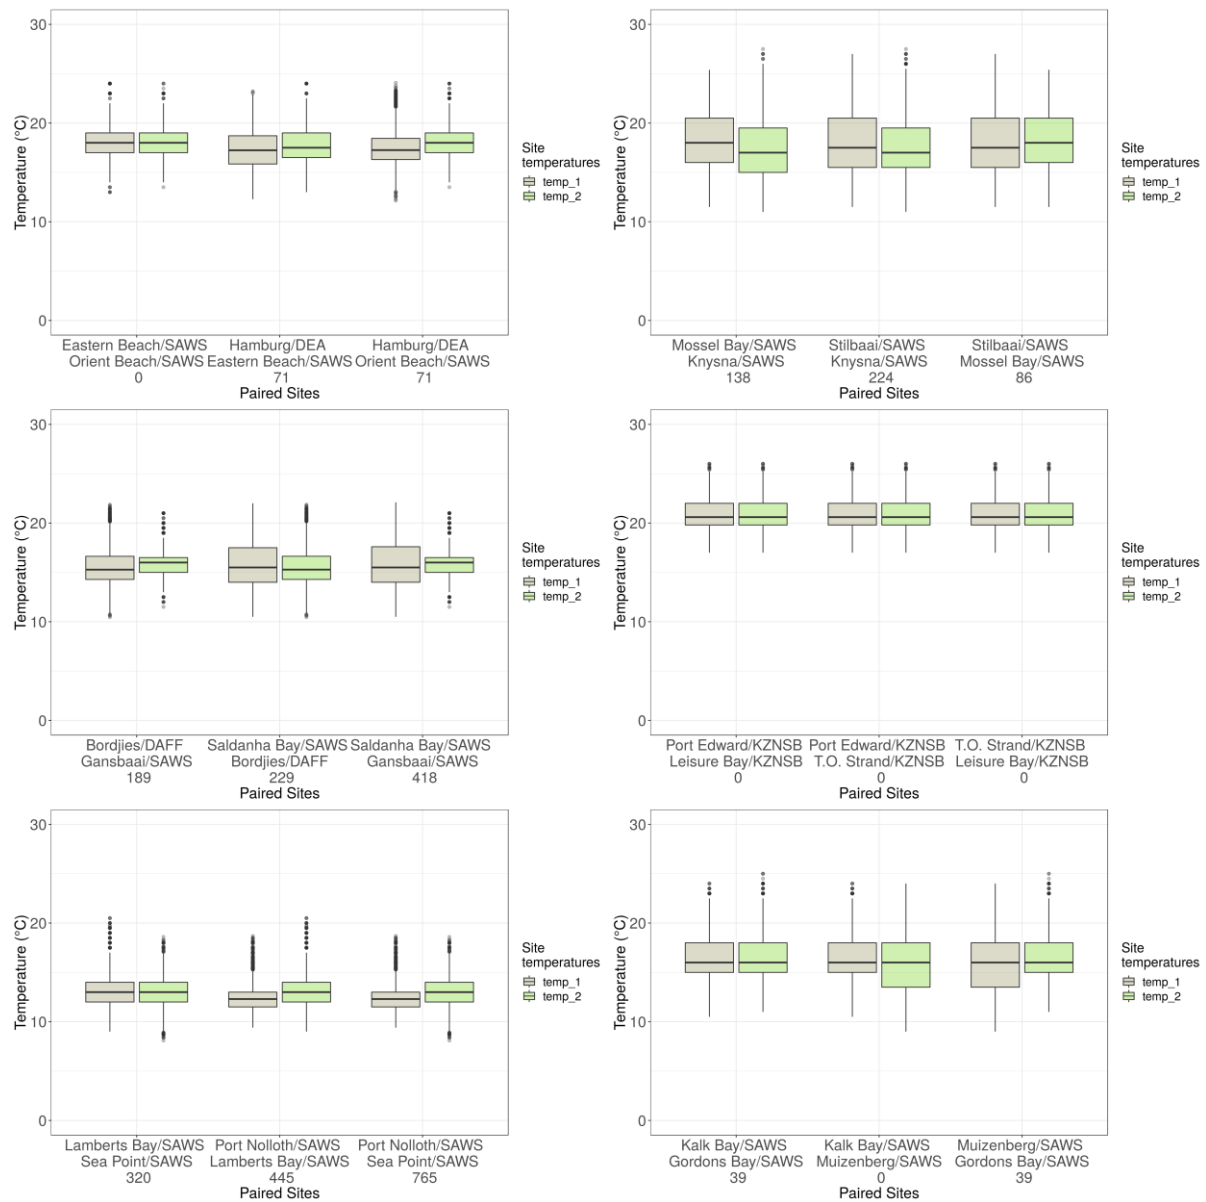 30
20
10
0
Temperature (°C)
Eastern Beach/SAWS Hamburg/DEA Hamburg/DEA
Orient Beach/SAWS Eastern Beach/SAWS Orient Beach/SAWS
0 71 71
Paired Sites
Site
temperatures
temp_1
temp_2
30
20
10
0
Temperature (°C)
Mossel Bay/SAWS Stilbaai/SAWS Stilbaai/SAWS
Knysna/SAWS Knysna/SAWS Mossel Bay/SAWS
138 224 86
Paired Sites
Site
temperatures
temp_1
temp_2
30
20
10
0
Temperature (°C)
Bordjies/DAFF Saldanha Bay/SAWS Saldanha Bay/SAWS
Gansbaai/SAWS Bordjies/DAFF Gansbaai/SAWS
189 229 418
Paired Sites
Site
temperatures
temp_1
temp_2
30
20
10
0
Temperature (°C)
Port Edward/KZNSB Port Edward/KZNSB T.O. Strand/KZNSB
Leisure Bay/KZNSB T.O. Strand/KZNSB Leisure Bay/KZNSB
0 0 0
Paired Sites
Site
temperatures
temp_1
temp_2
30
20
10
0
Temperature (°C)
Lamberts Bay/SAWS Port Nolloth/SAWS Port Nolloth/SAWS
Sea Point/SAWS Lamberts Bay/SAWS Sea Point/SAWS
320 445 765
Paired Sites
Site
temperatures
temp_1
temp_2
30
20
10
0
Temperature (°C)
Kalk Bay/SAWS Kalk Bay/SAWS Muizenberg/SAWS
Gordons Bay/SAWS Muizenberg/SAWS Gordons Bay/SAWS
39 0 39
Paired Sites
Site
temperatures
temp_1
temp_2